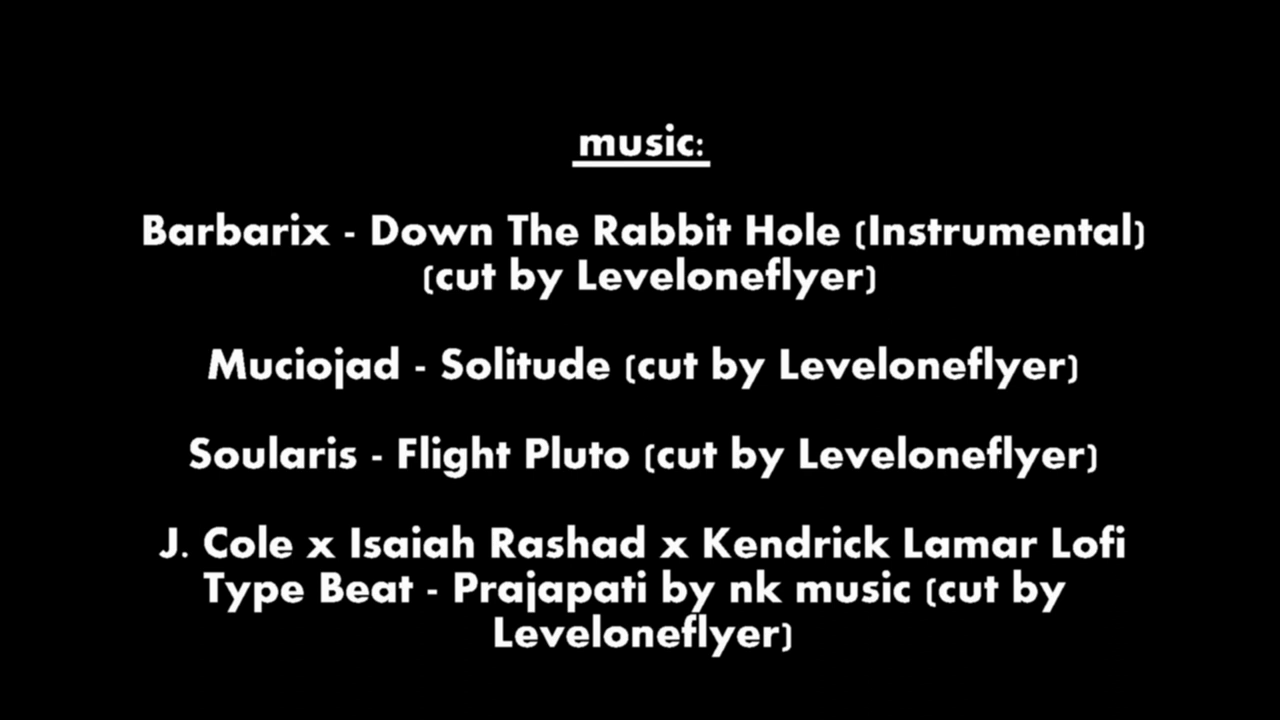 music:
Barbarix - Down The Rabbit Hole (Instrumental)
(cut by Leveloneflyer)
Muciojad - Solitude (cut by Leveloneflyer)
Soularis - Flight Pluto (cut by Leveloneflyer)
J. Cole x Isaiah Rashad x Kendrick Lamar Lofi
Type Beat - Prajapati by nk music (cut by
Leveloneflyer)